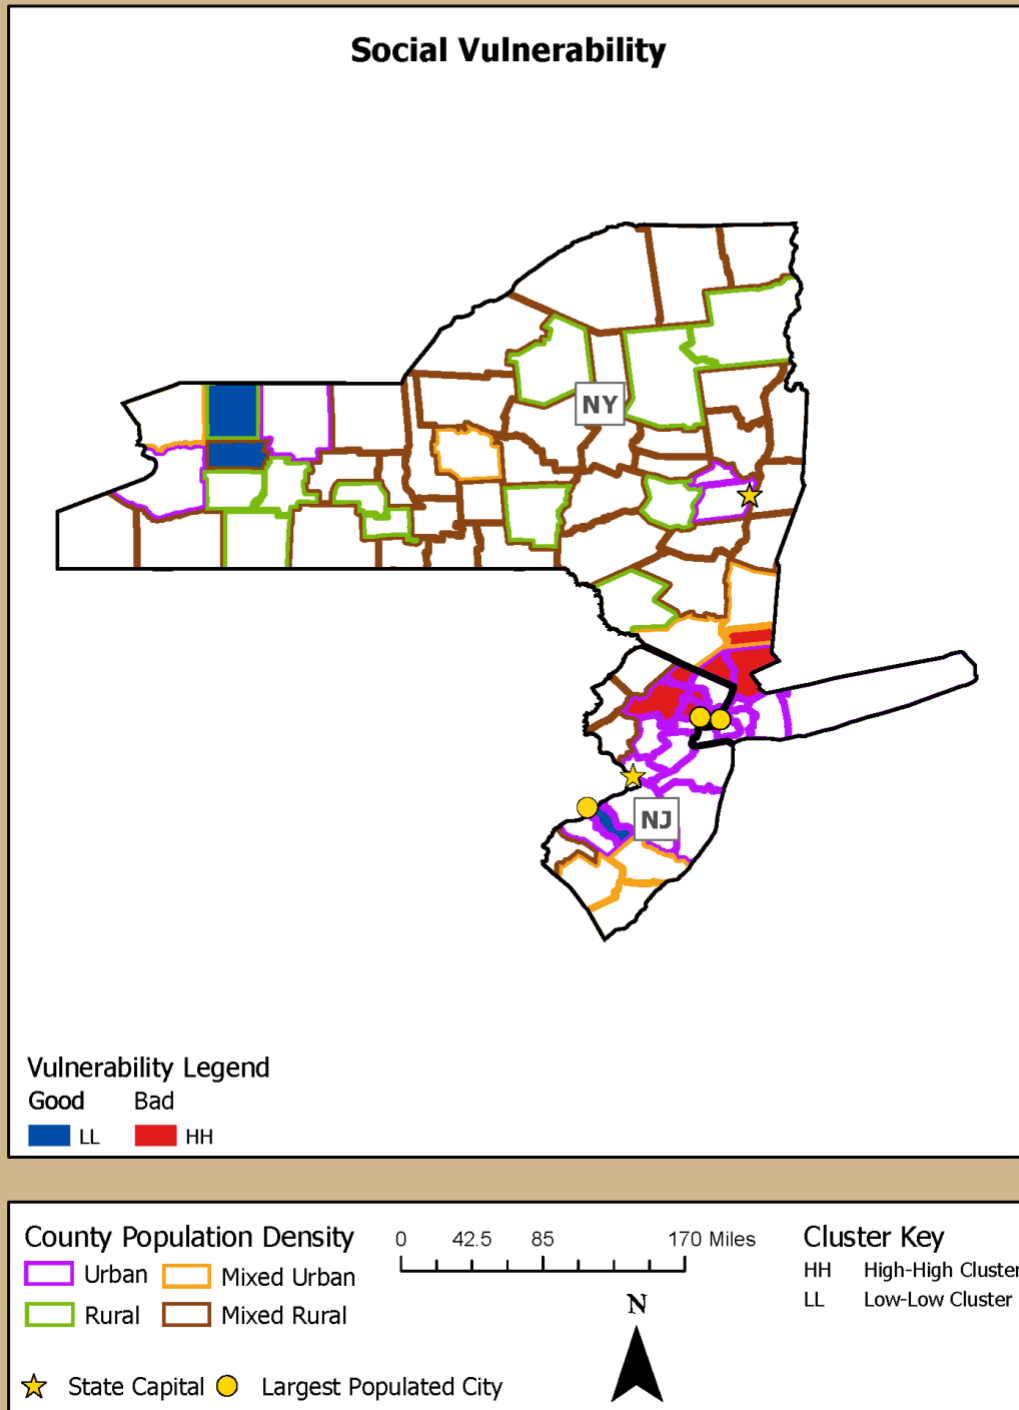 Social Vulnerability
NY
NJ
Vulnerability Legend
Good Bad
LL HH
County Population Density
Urban Mixed Urban
Rural Mixed Rural
State Capital Largest Populated City
0 42.5 85 170 Miles
N
Cluster Key
HH High-High Cluster
LL Low-Low Cluster